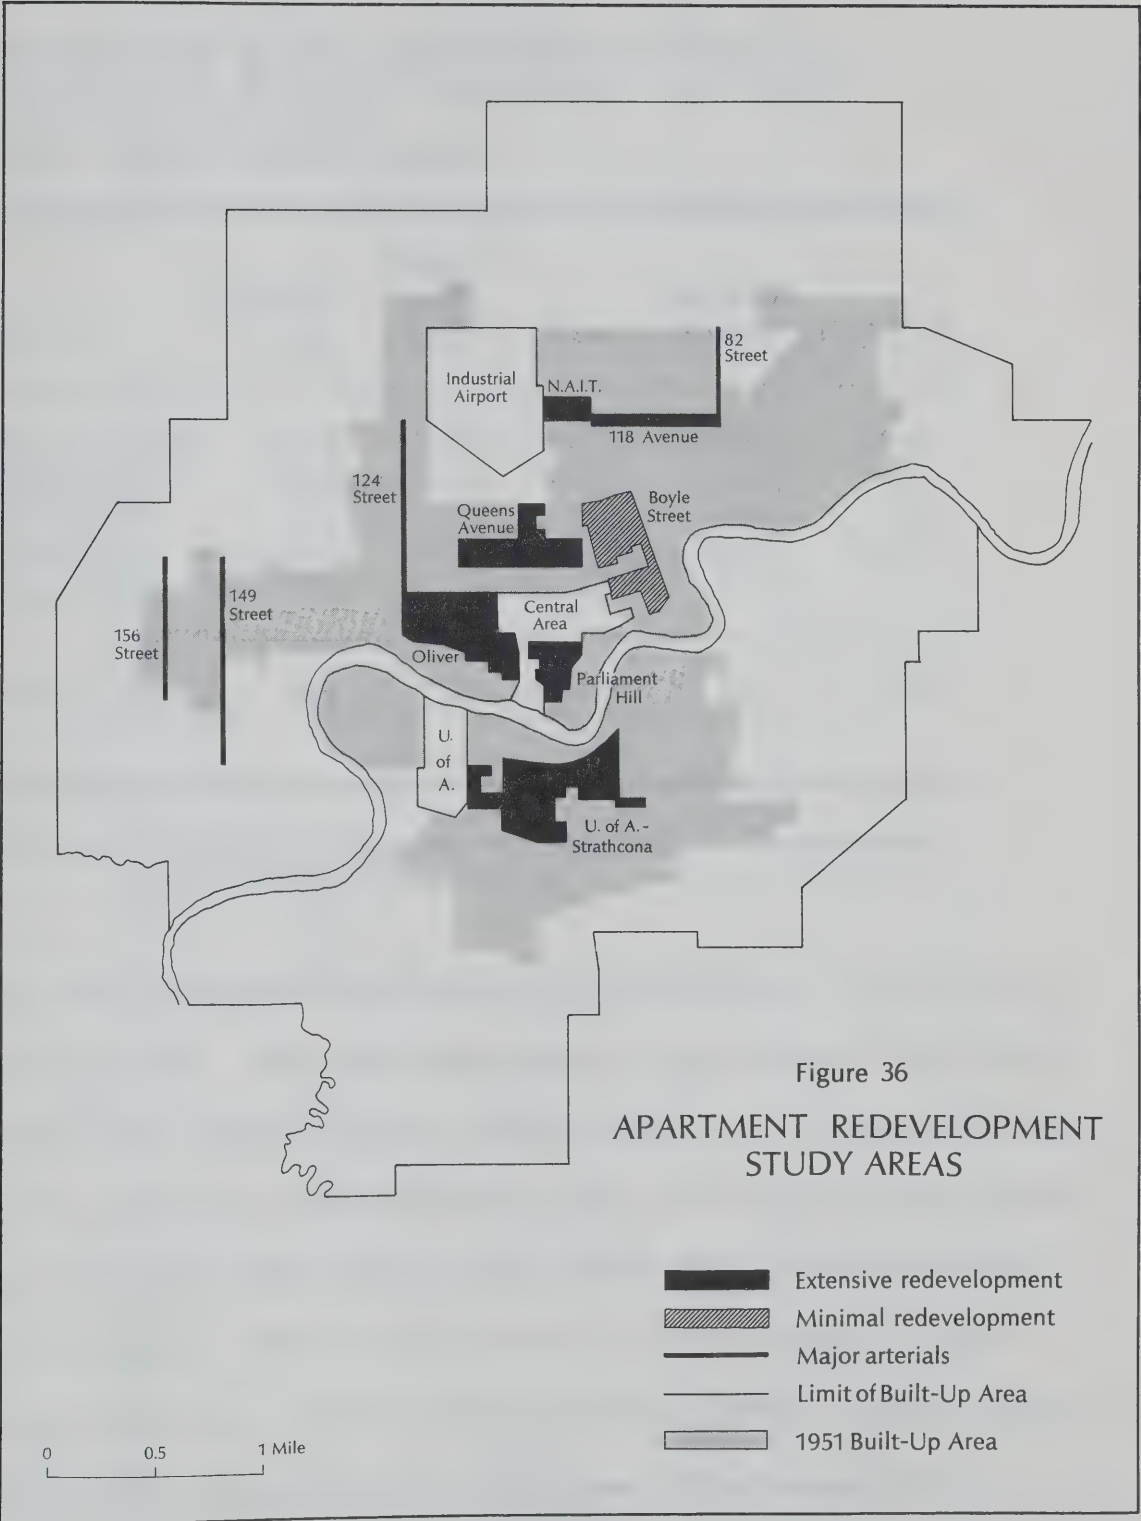 82
Street
Industrial
Airport
N.A.I.T.
118 Avenue
124
Street
Queens
Avenue
Boyle
Street
149
Street
Central
Area
156
Street
Oliver
Parliament
Hill
U.
of
A.
U. of A.-
Strathcona
Figure 36
APARTMENT REDEVELOPMENT
STUDY AREAS
Extensive redevelopment
Minimal redevelopment
Major arterials
Limit of Built-Up Area
1951 Built-Up Area
0 0.5 1 Mile